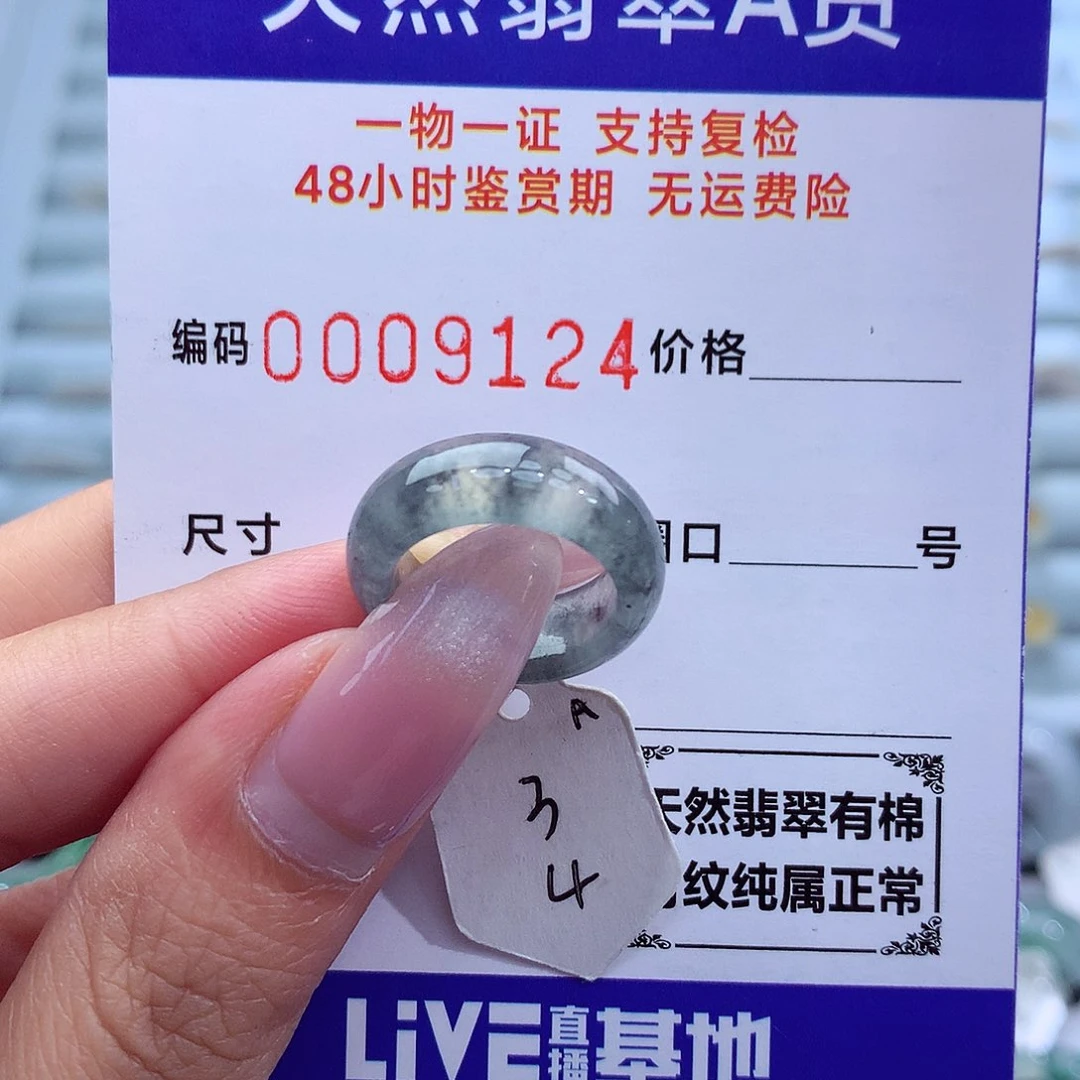 天然翡翠A货
一物一证 支持复检
48小时鉴赏期 无运费险
编码0009124价格
尺寸 口 号
A
3
4
天然翡翠有棉
纹纯属正常
LiVE直播基地